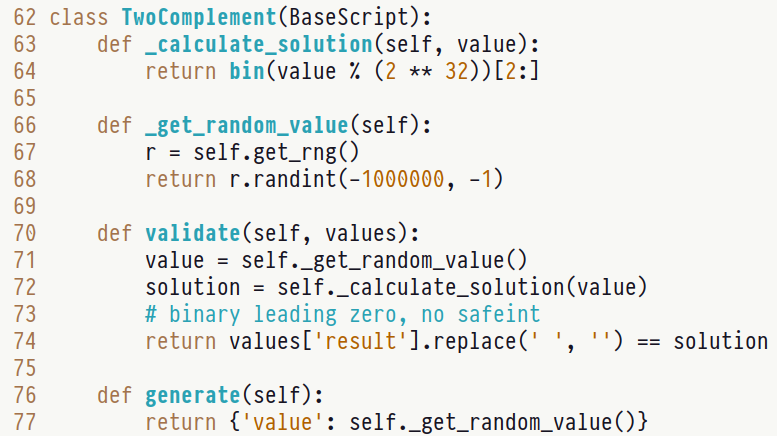 62 class TwoComplement(BaseScript):
63     def _calculate_solution(self, value):
64         return bin(value % (2 ** 32))[2:]
65
66     def _get_random_value(self):
67         r = self.get_rng()
68         return r.randint(-1000000, -1)
69
70     def validate(self, values):
71         value = self._get_random_value()
72         solution = self._calculate_solution(value)
73         # binary leading zero, no safeint
74         return values['result'].replace(' ', '') == solution
75
76     def generate(self):
77         return {'value': self._get_random_value()}